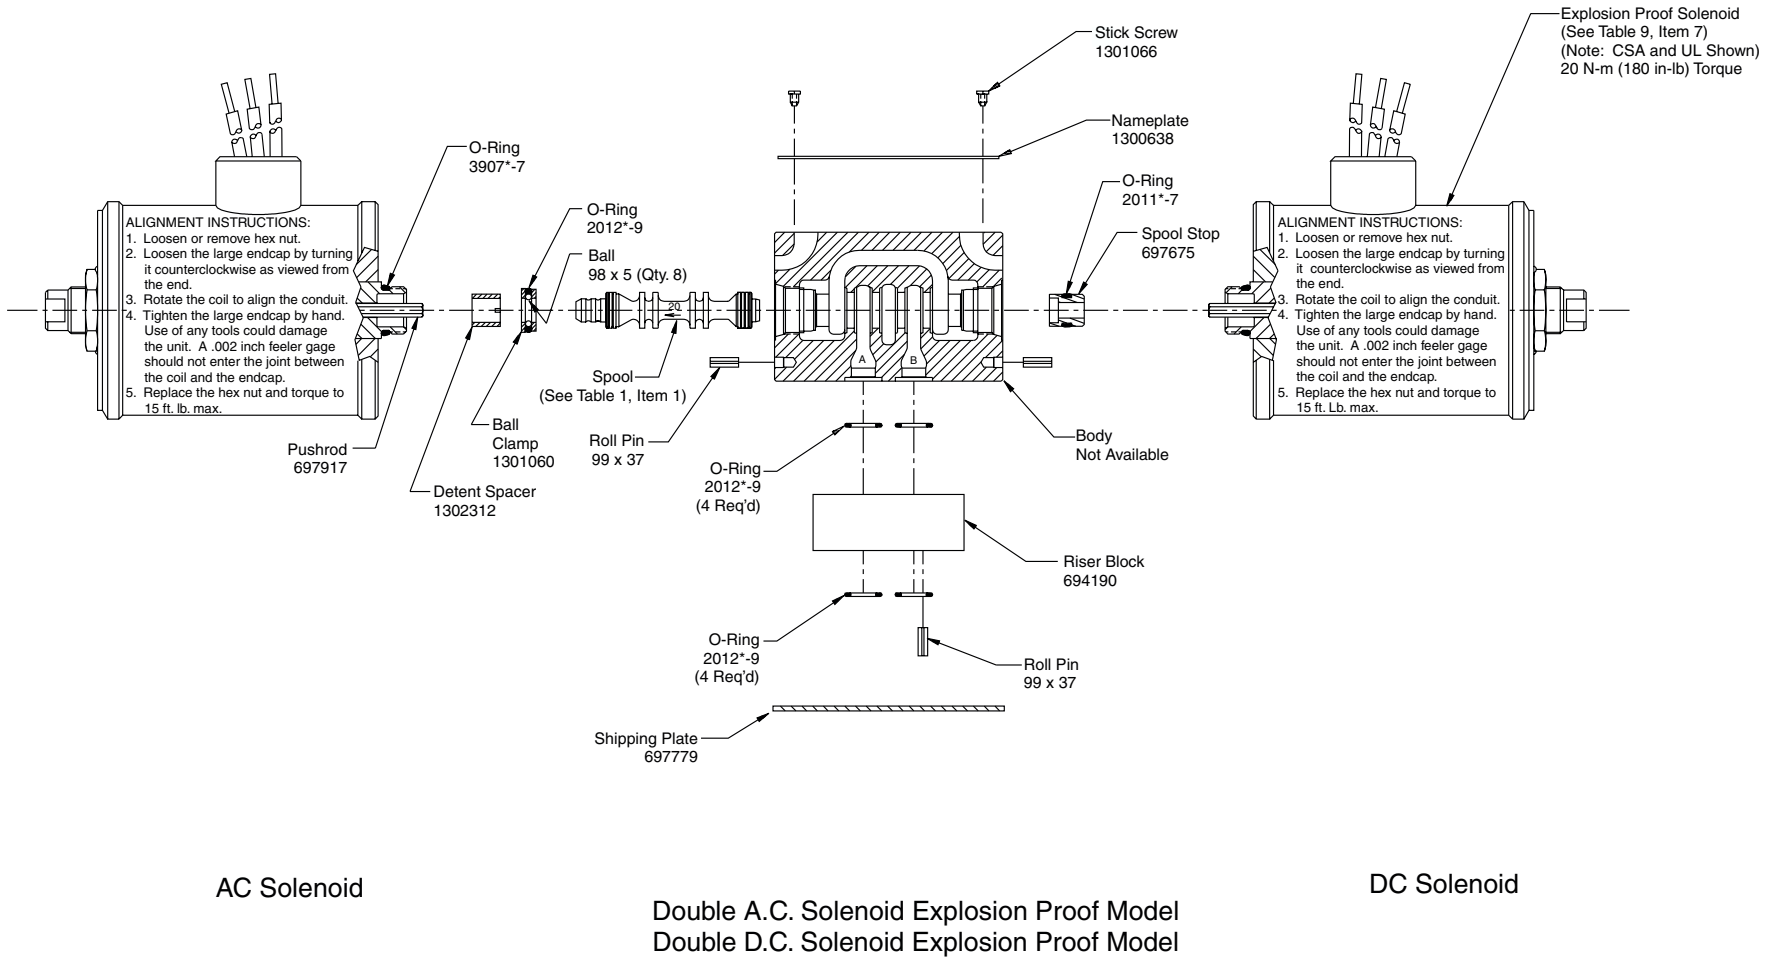 Explosion Proof Solenoid
(See Table 9, Item 7)
(Note: CSA and UL Shown)
20 N-m (180 in-lb) Torque
Stick Screw
1301066
Nameplate
1300638
O-Ring
3907*-7
O-Ring
2012*-9
Ball
98 x 5 (Qty. 8)
O-Ring
2011*-7
Spool Stop
697675
ALIGNMENT INSTRUCTIONS:
1. Loosen or remove hex nut.
2. Loosen the large endcap by turning
it counterclockwise as viewed from
the end.
3. Rotate the coil to align the conduit.
4. Tighten the large endcap by hand.
Use of any tools could damage
the unit. A .002 inch feeler gage
should not enter the joint between
the coil and the endcap.
5. Replace the hex nut and torque to
15 ft. lb. max.
20
A
B
ALIGNMENT INSTRUCTIONS:
1. Loosen or remove hex nut.
2. Loosen the large endcap by turning
it counterclockwise as viewed from
the end.
3. Rotate the coil to align the conduit.
4. Tighten the large endcap by hand.
Use of any tools could damage
the unit. A .002 inch feeler gage
should not enter the joint between
the coil and the endcap.
5. Replace the hex nut and torque to
15 ft. Lb. max.
Spool
(See Table 1, Item 1)
Pushrod
697917
Ball
Clamp
1301060
Detent Spacer
1302312
Roll Pin
99 x 37
O-Ring
2012*-9
(4 Req'd)
Body
Not Available
Riser Block
694190
O-Ring
2012*-9
(4 Req'd)
Roll Pin
99 x 37
Shipping Plate
697779
AC Solenoid
DC Solenoid
Double A.C. Solenoid Explosion Proof Model
Double D.C. Solenoid Explosion Proof Model